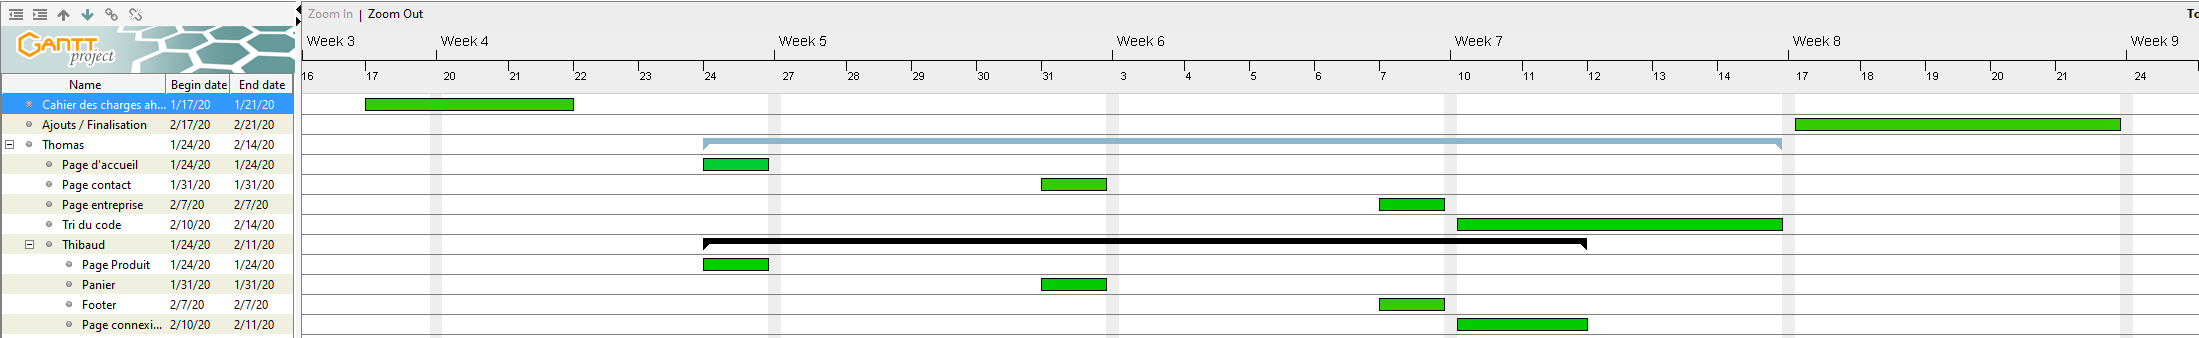 Zoom In | Zoom Out
To
GANTT project
Week 3 Week 4 Week 5 Week 6 Week 7 Week 8 Week 9
16 17 20 21 22 23 24 27 28 29 30 31 3 4 5 6 7 10 11 12 13 14 17 18 19 20 21 24
Name Begin date End date
Cahier des charges ah... 1/17/20 1/21/20
Ajouts / Finalisation 2/17/20 2/21/20
Thomas 1/24/20 2/14/20
Page d'accueil 1/24/20 1/24/20
Page contact 1/31/20 1/31/20
Page entreprise 2/7/20 2/7/20
Tri du code 2/10/20 2/14/20
Thibaud 1/24/20 2/11/20
Page Produit 1/24/20 1/24/20
Panier 1/31/20 1/31/20
Footer 2/7/20 2/7/20
Page connexi... 2/10/20 2/11/20